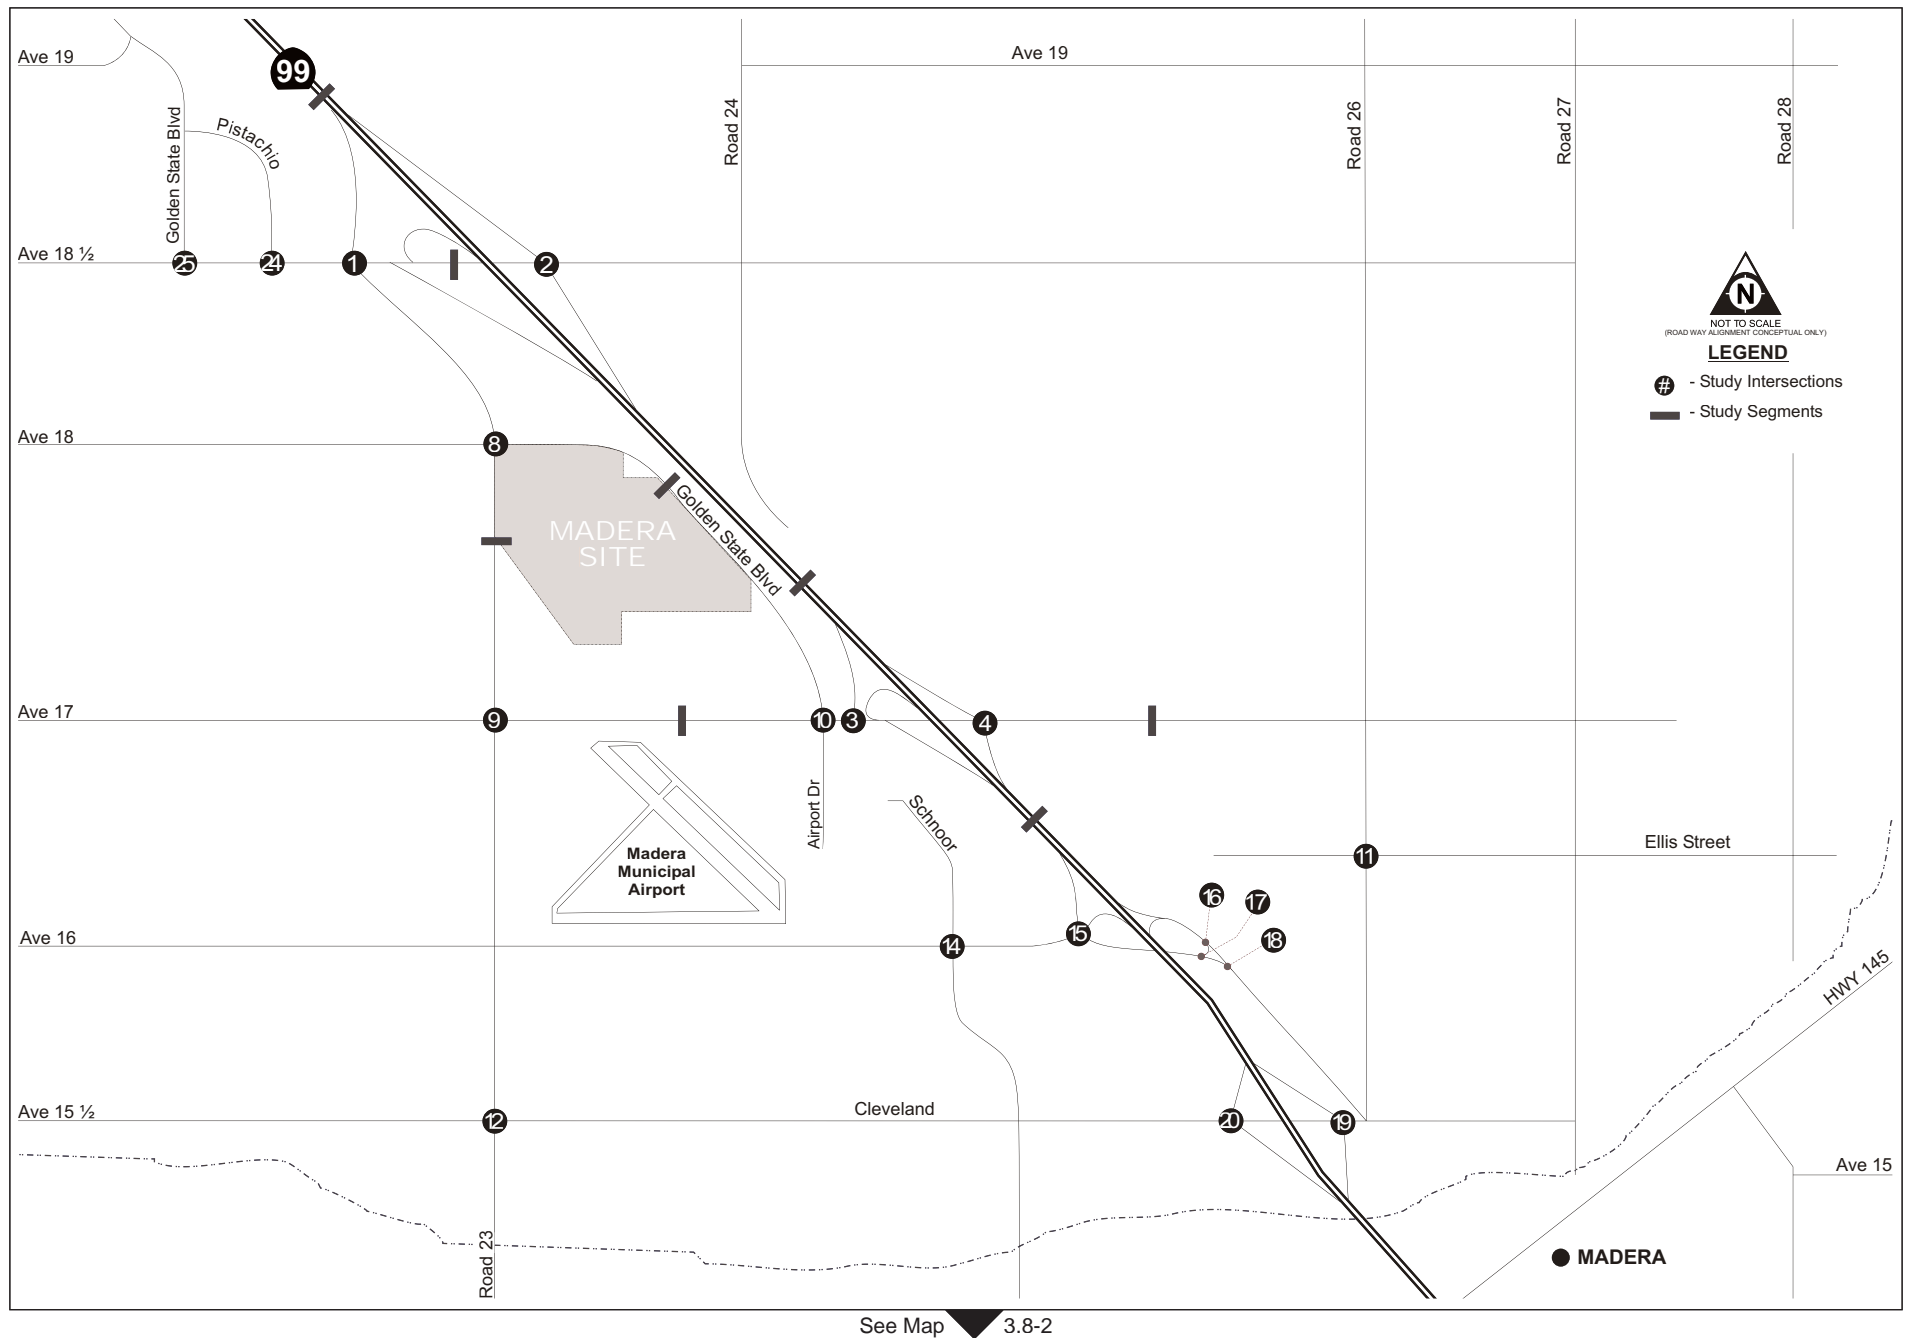 Ave 19
99
Ave 19
Golden State Blvd
Pistachio
Road 24
Road 26
Road 27
Road 28
Ave 18 ½
25
24
1
2
N
NOT TO SCALE
(ROAD WAY ALIGNMENT CONCEPTUAL ONLY)
LEGEND
# - Study Intersections
- Study Segments
Ave 18
8
MADERA
SITE
Golden State Blvd
Ave 17
9
10
3
4
Airport Dr
Schnoor
Madera
Municipal
Airport
11
Ellis Street
16
17
18
Ave 16
14
15
HWY 145
Ave 15 ½
12
Cleveland
20
19
Ave 15
Road 23
MADERA
See Map 3.8-2